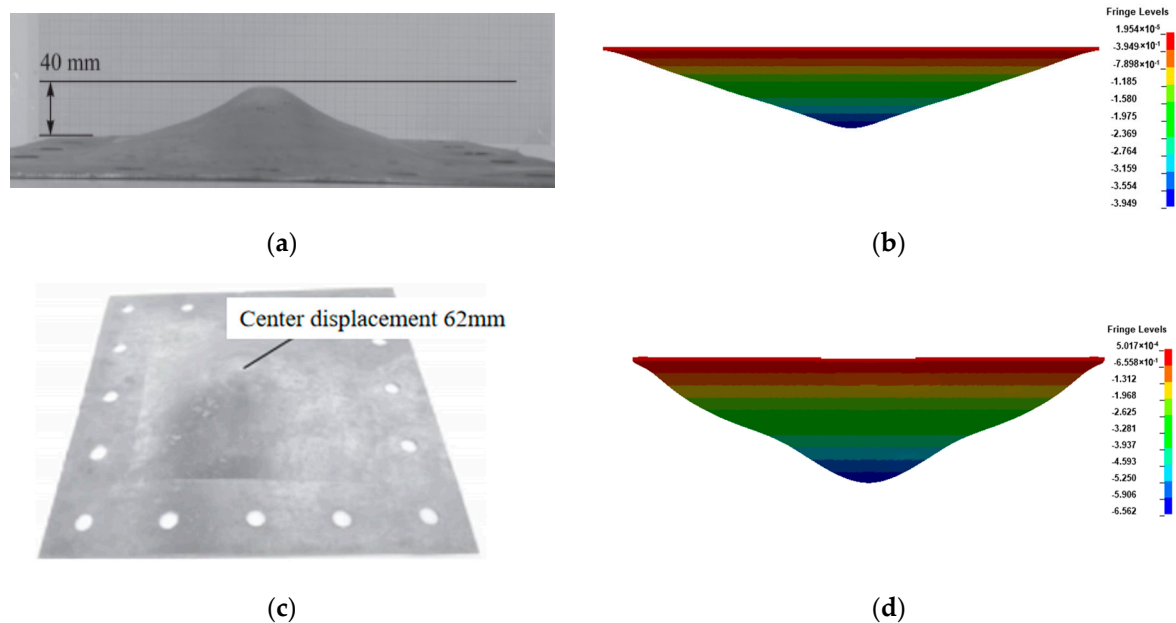 40 mm
(a)
Fringe Levels
1.954×10⁻⁵
-3.949×10⁻¹
-7.898×10⁻¹
-1.185
-1.580
-1.975
-2.369
-2.764
-3.159
-3.554
-3.949
(b)
Center displacement 62mm
(c)
Fringe Levels
5.017×10⁻⁴
-6.558×10⁻¹
-1.312
-1.968
-2.625
-3.281
-3.937
-4.593
-5.250
-5.906
-6.562
(d)